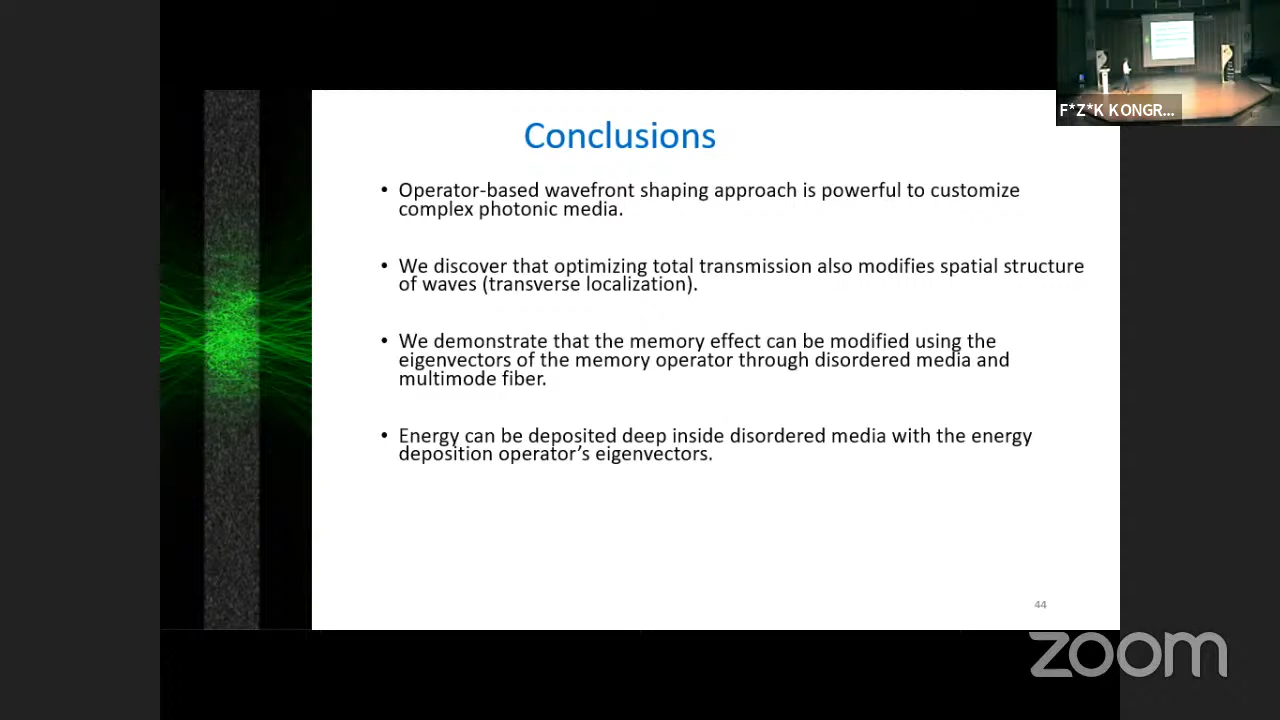 F*Z*K KONGR...
Conclusions
• Operator-based wavefront shaping approach is powerful to customize
complex photonic media.
• We discover that optimizing total transmission also modifies spatial structure
of waves (transverse localization).
• We demonstrate that the memory effect can be modified using the
eigenvectors of the memory operator through disordered media and
multimode fiber.
• Energy can be deposited deep inside disordered media with the energy
deposition operator’s eigenvectors.
44
zoom